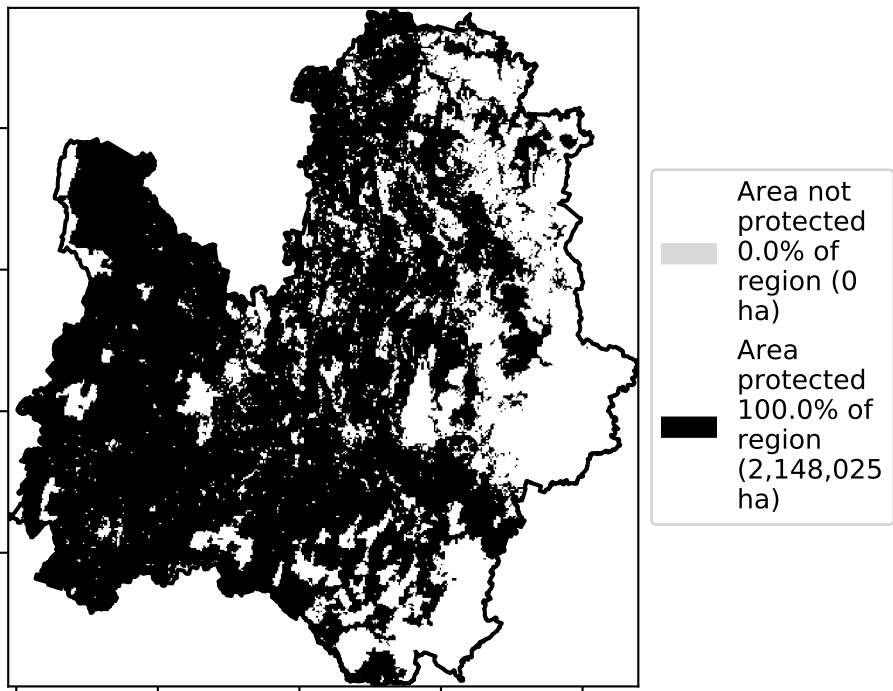 Area not
protected
0.0% of
region (0
ha)
Area
protected
100.0% of
region
(2,148,025
ha)